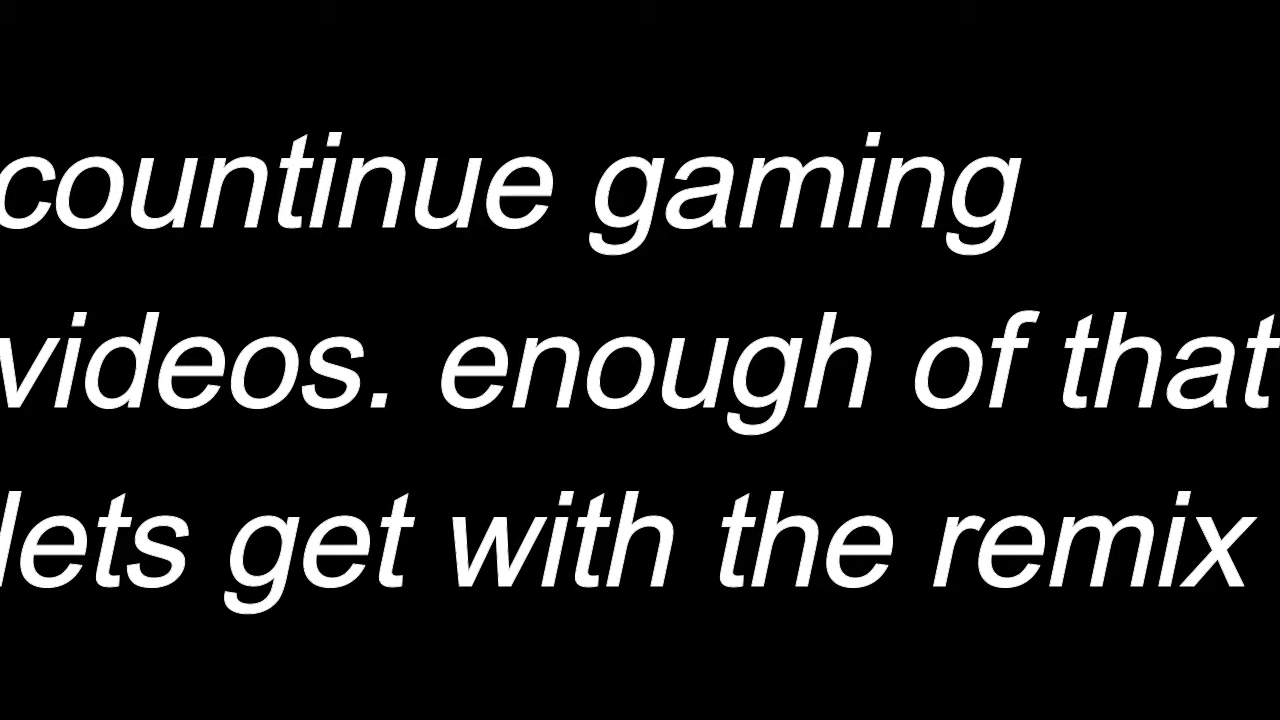 countinue gaming
videos. enough of that
lets get with the remix